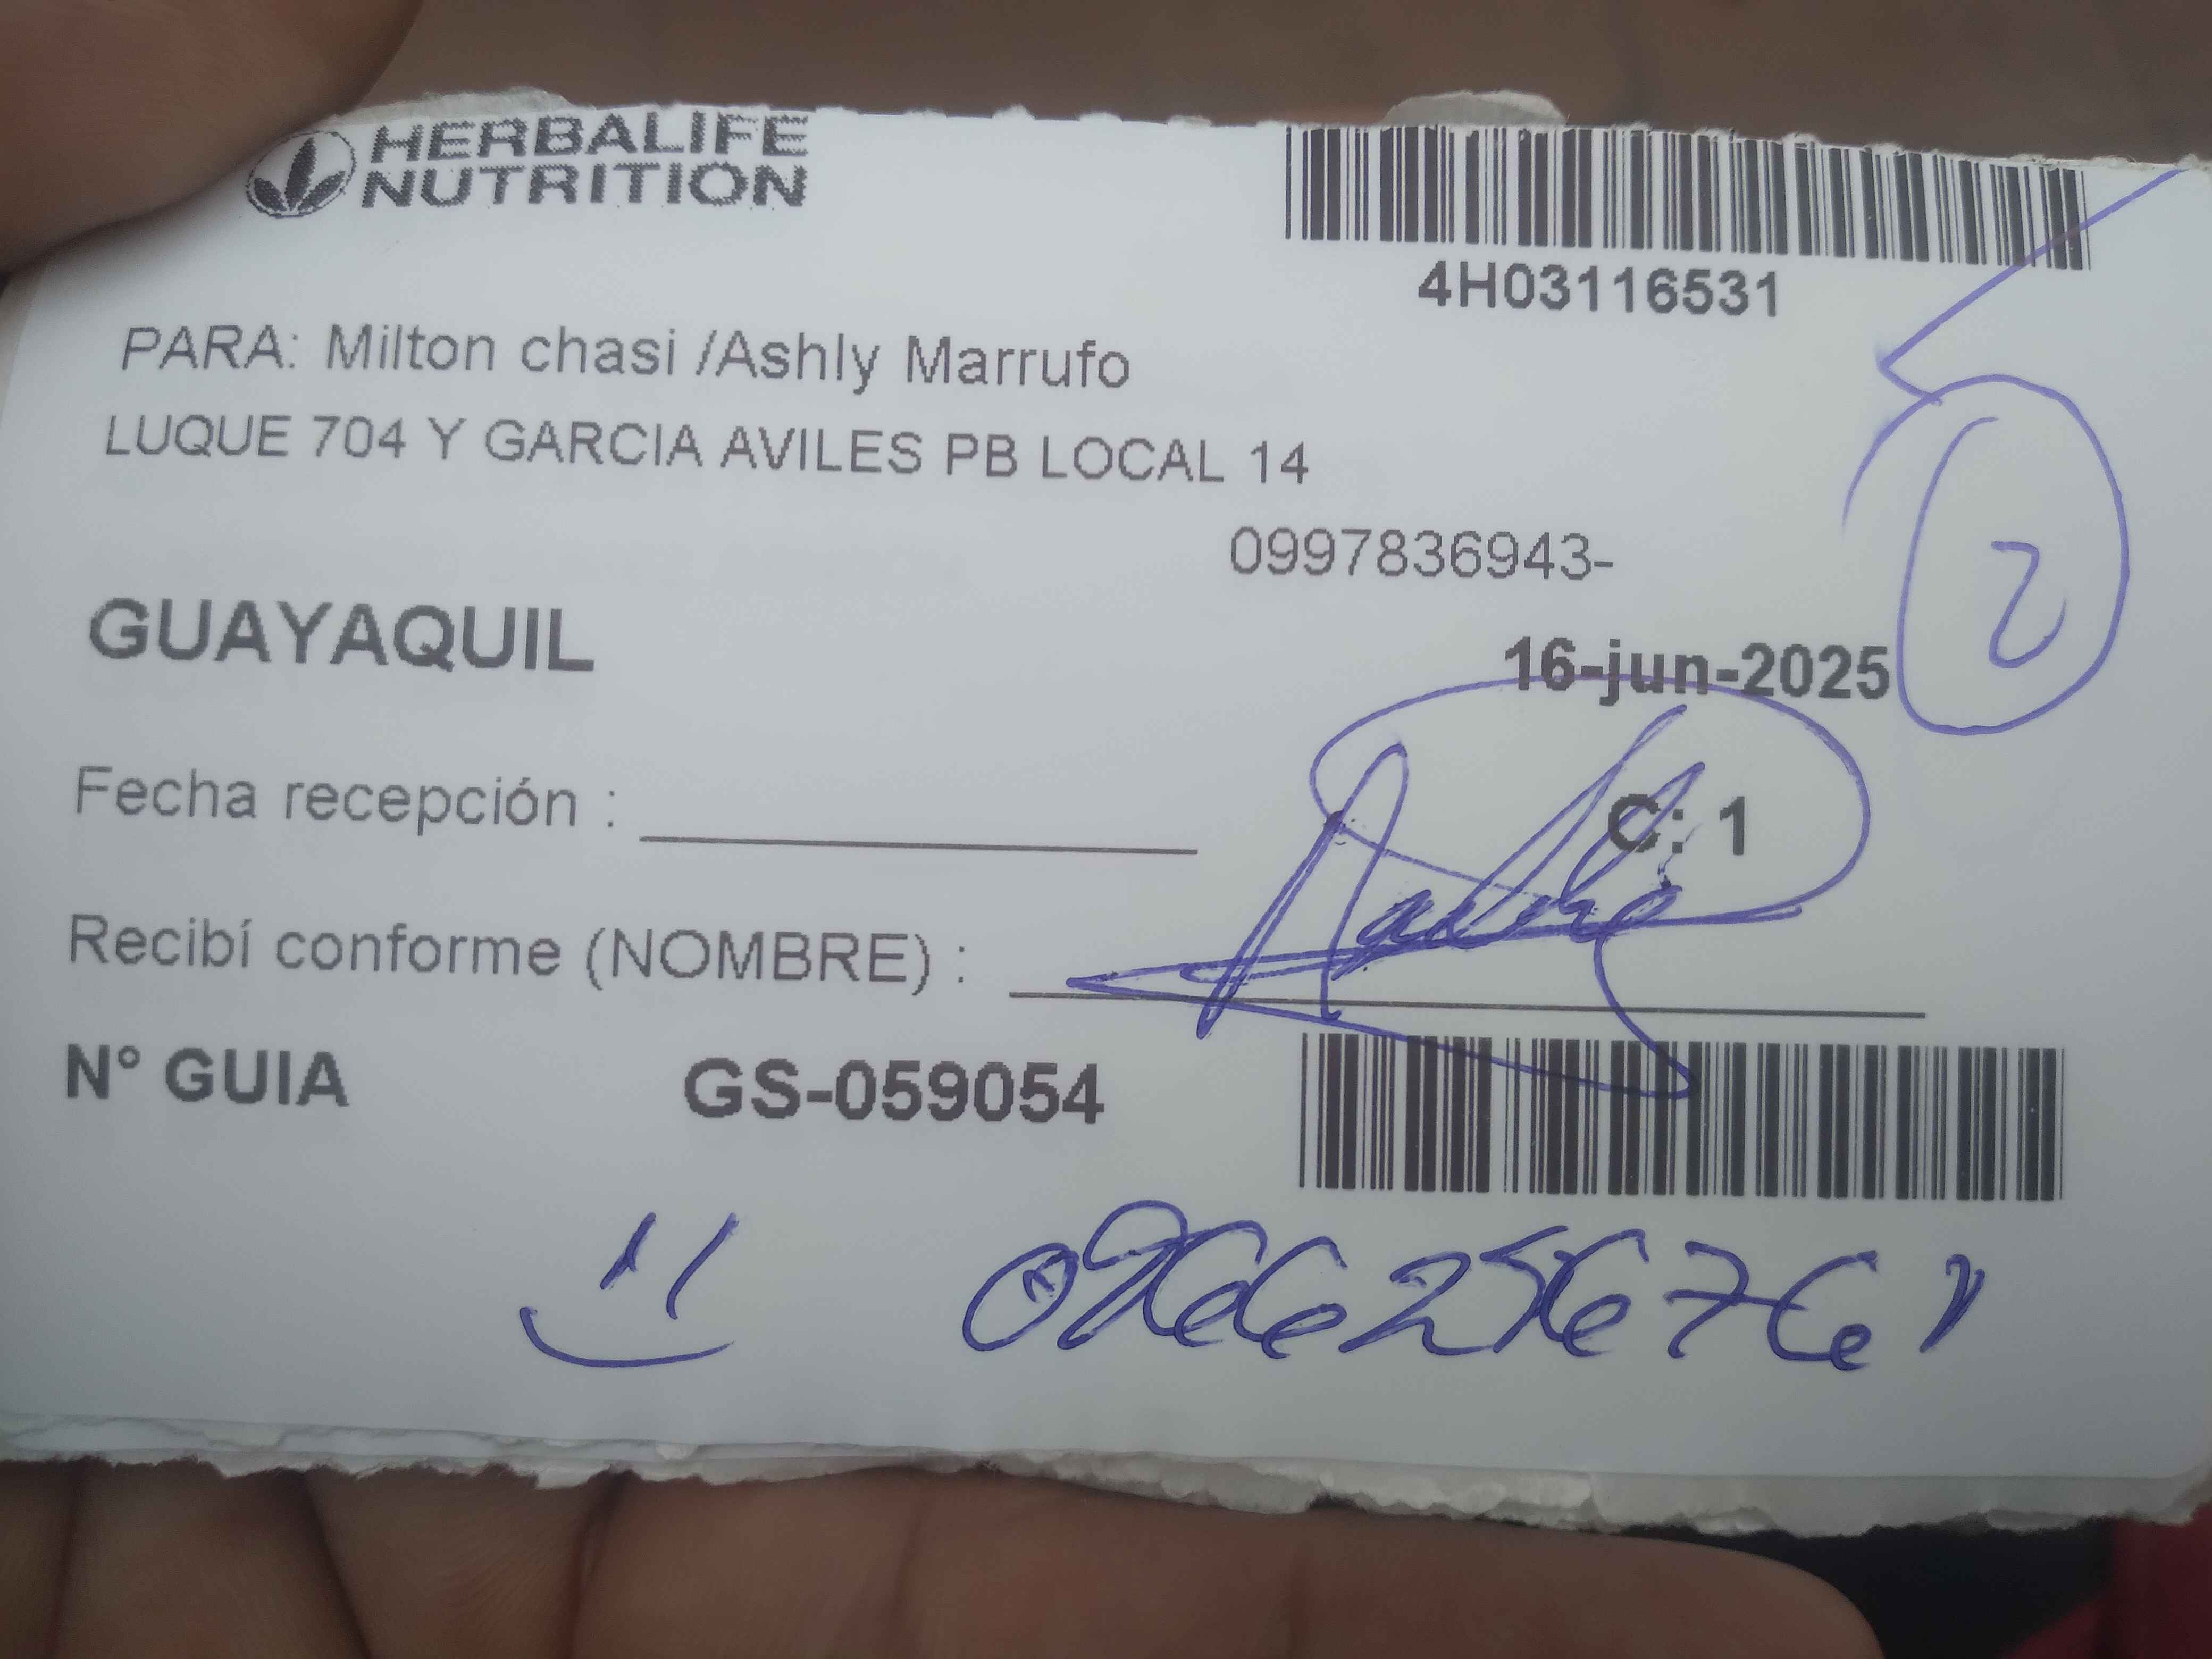 HERBALIFE
NUTRITION
4H03116531
PARA: Milton chasi /Ashly Marrufo
LUQUE 704 Y GARCIA AVILES PB LOCAL 14
0997836943-
2
GUAYAQUIL
16-jun-2025
Fecha recepción :
C: 1
Recibí conforme (NOMBRE) :
N° GUIA GS-059054